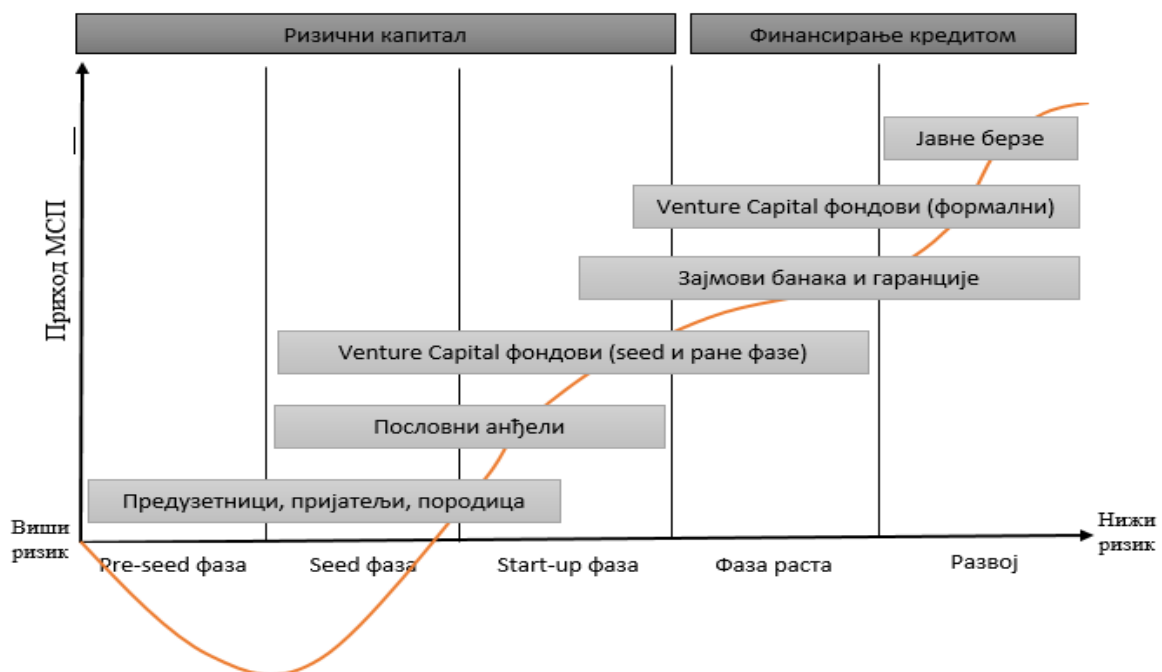 Ризични капитал
Финансирање кредитом
Приход МСП
Јавне берзе
Venture Capital фондови (формални)
Зајмови банака и гаранције
Venture Capital фондови (seed и ране фазе)
Пословни анђели
Предузетници, пријатељи, породица
Виши
ризик
Нижи
ризик
Pre-seed фаза
Seed фаза
Start-up фаза
Фаза раста
Развој